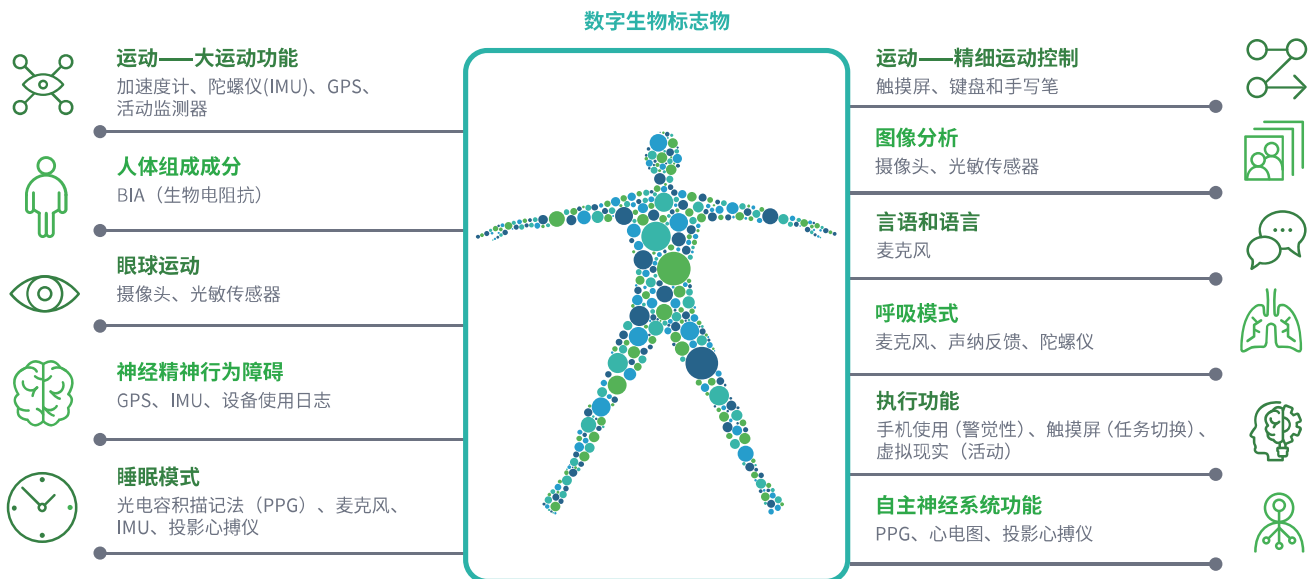 数字生物标志物
运动——大运动功能
加速度计、陀螺仪(IMU)、GPS、
活动监测器
人体组成成分
BIA（生物电阻抗）
眼球运动
摄像头、光敏传感器
神经精神行为障碍
GPS、IMU、设备使用日志
睡眠模式
光电容积描记法（PPG）、麦克风、
IMU、投影心搏仪
运动——精细运动控制
触摸屏、键盘和手写笔
图像分析
摄像头、光敏传感器
言语和语言
麦克风
呼吸模式
麦克风、声纳反馈、陀螺仪
执行功能
手机使用（警觉性）、触摸屏（任务切换）、
虚拟现实（活动）
自主神经系统功能
PPG、心电图、投影心搏仪